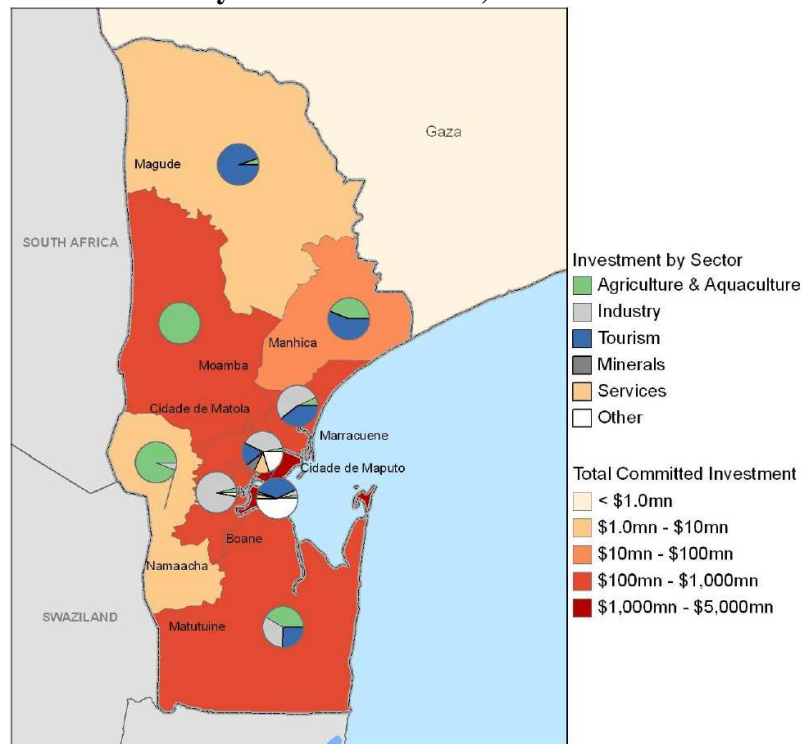 Gaza
Magude
SOUTH AFRICA
Manhica
Moamba
Cidade de Matola
Marracuene
Cidade de Maputo
Boane
Namaacha
SWAZILAND
Matutuine
Investment by Sector
Agriculture & Aquaculture
Industry
Tourism
Minerals
Services
Other
Total Committed Investment
< $1.0mn
$1.0mn - $10mn
$10mn - $100mn
$100mn - $1,000mn
$1,000mn - $5,000mn